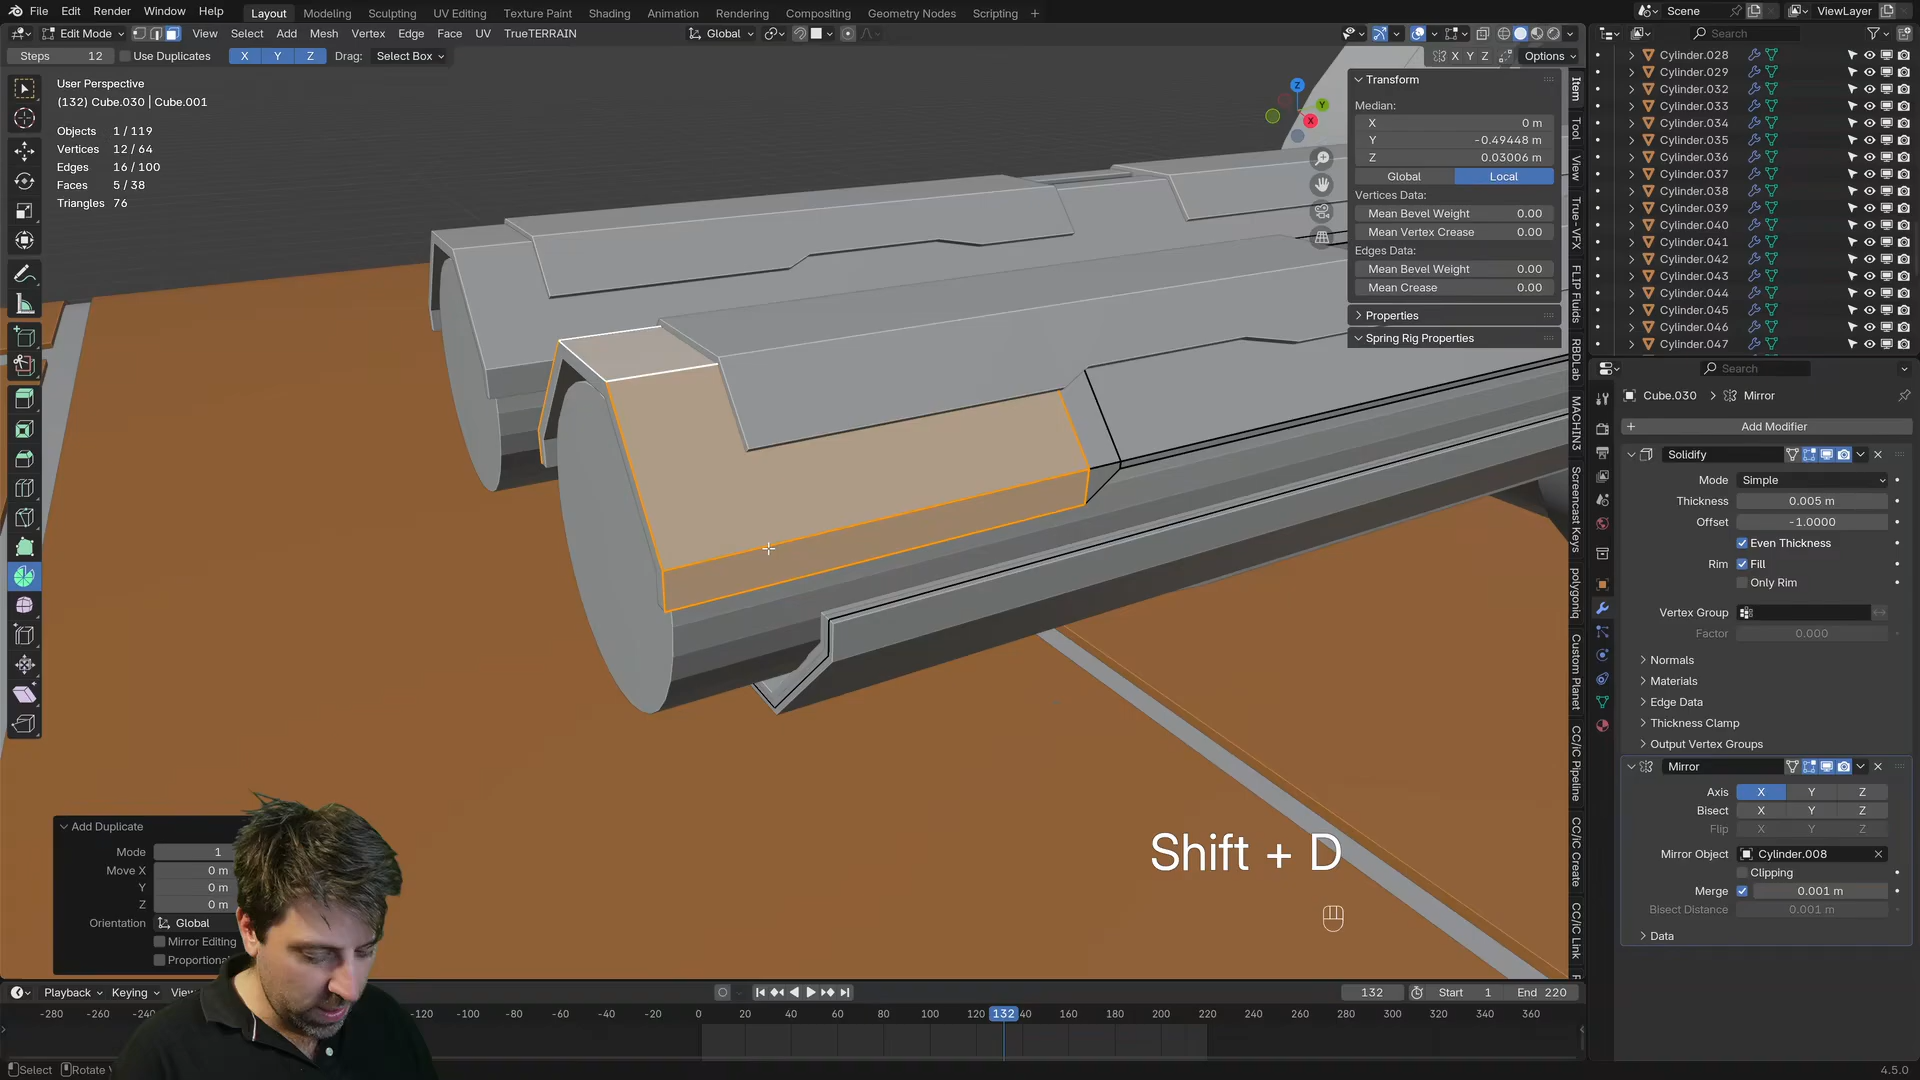 File Edit Render Window Help Layout Modeling Sculpting UV Editing Texture Paint Shading Animation Rendering Compositing Geometry Nodes Scripting + Scene ViewLayer
Edit Mode View Select Add Mesh Vertex Edge Face UV TrueTERRAIN Global Search
Steps 12 Use Duplicates X Y Z Drag: Select Box X Y Z Options
User Perspective
(132) Cube.030 | Cube.001
Objects 1 / 119
Vertices 12 / 64
Edges 16 / 100
Faces 5 / 38
Triangles 76
Z
Y
X
Transform
Median:
X 0 m
Y -0.49448 m
Z 0.03006 m
Global Local
Vertices Data:
Mean Bevel Weight 0.00
Mean Vertex Crease 0.00
Edges Data:
Mean Bevel Weight 0.00
Mean Crease 0.00
Properties
Spring Rig Properties
Item
Tool
View
True-VFX
FLIP Fluids
RBDLab
MACHIN3
Screencast Keys
polygoniq
Custom Planet
CC/iC Pipeline
CC/iC Create
CC/iC Link
Cylinder.028
Cylinder.029
Cylinder.032
Cylinder.033
Cylinder.034
Cylinder.035
Cylinder.036
Cylinder.037
Cylinder.038
Cylinder.039
Cylinder.040
Cylinder.041
Cylinder.042
Cylinder.043
Cylinder.044
Cylinder.045
Cylinder.046
Cylinder.047
Search
Cube.030 > Mirror
+ Add Modifier
Solidify
Mode Simple
Thickness 0.005 m
Offset -1.0000
Even Thickness
Rim Fill
Only Rim
Vertex Group
Factor 0.000
Normals
Materials
Edge Data
Thickness Clamp
Output Vertex Groups
Mirror
Axis X Y Z
Bisect X Y Z
Flip X Y Z
Mirror Object Cylinder.008
Clipping
Merge 0.001 m
Bisect Distance 0.001 m
Data
Shift + D
Add Duplicate
Mode 1
Move X 0 m
Y 0 m
Z 0 m
Orientation Global
Mirror Editing
Proportional
Playback Keying 132 Start 1 End 220
-280 -260 -240 -220 -120 -100 -80 -60 -40 -20 0 20 40 60 80 100 120 132 40 160 180 200 220 240 260 280 300 320 340 360
Select Rotate 4.5.0